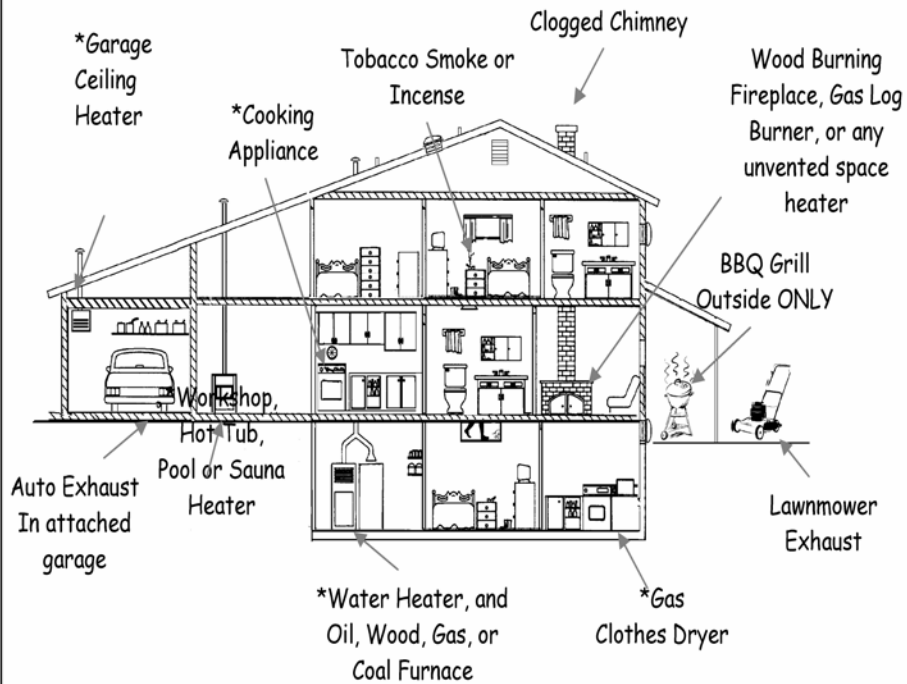 Clogged Chimney
*Garage
Ceiling
Heater
Tobacco Smoke or
Incense
Wood Burning
Fireplace, Gas Log
Burner, or any
unvented space
heater
*Cooking
Appliance
BBQ Grill
Outside ONLY
*Workshop,
Hot Tub,
Pool or Sauna
Heater
Auto Exhaust
In attached
garage
Lawnmower
Exhaust
*Water Heater, and
Oil, Wood, Gas, or
Coal Furnace
*Gas
Clothes Dryer